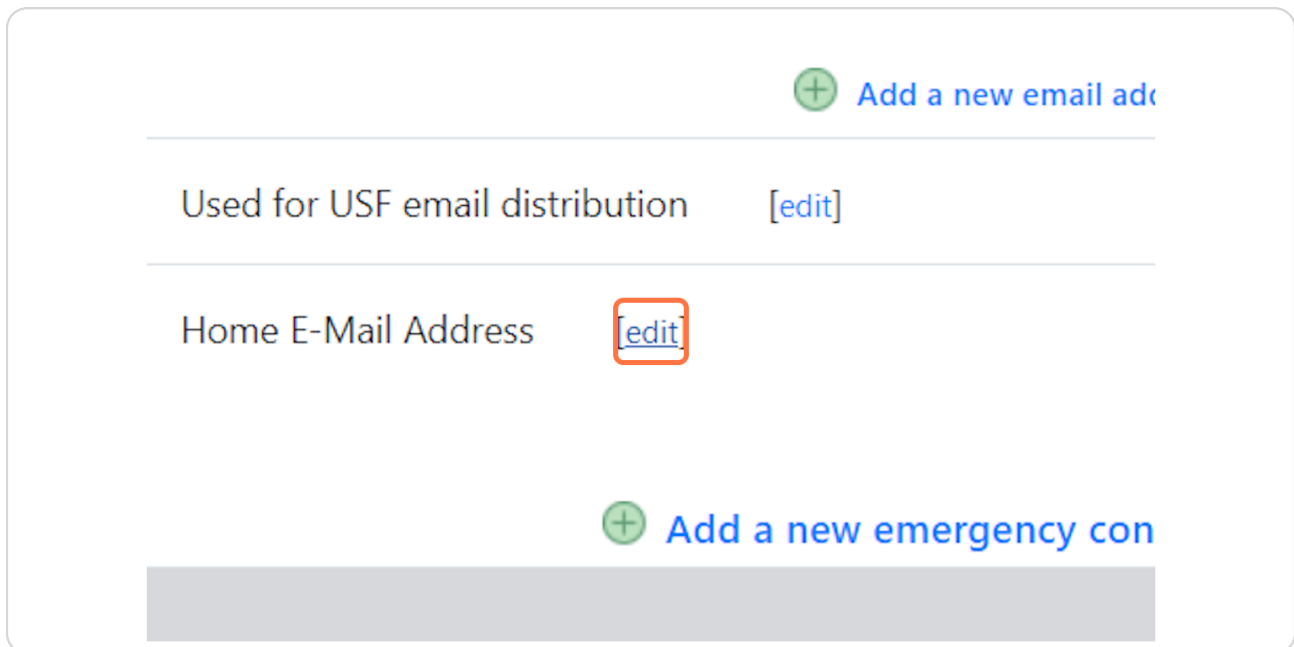 Add a new email add
Used for USF email distribution [edit]
Home E-Mail Address [edit]
Add a new emergency con